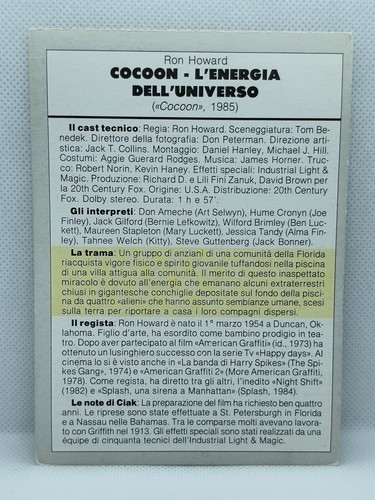 Ron Howard
COCOON - L'ENERGIA
DELL'UNIVERSO
(«Cocoon», 1985)
Il cast tecnico: Regia: Ron Howard. Sceneggiatura: Tom Be-
nedek. Direttore della fotografia: Don Peterman. Direzione arti-
stica: Jack T. Collins. Montaggio: Daniel Hanley, Michael J. Hill.
Costumi: Aggie Guerard Rodges. Musica: James Horner. Truc-
co: Robert Norin, Kevin Haney. Effetti speciali: Industrial Light &
Magic. Produzione: Richard D. e Lili Fini Zanuk, David Brown per
la 20th Century Fox. Origine: U.S.A. Distribuzione: 20th Century
Fox. Dolby stereo. Durata: 1 h e 57'.
Gli interpreti: Don Ameche (Art Selwyn), Hume Cronyn (Joe
Finley), Jack Gilford (Bernie Lefkowitz), Wilford Brimley (Ben Luc-
kett), Maureen Stapleton (Mary Luckett), Jessica Tandy (Alma Fin-
ley), Tahnee Welch (Kitty), Steve Guttenberg (Jack Bonner).
La trama: Un gruppo di anziani di una comunità della Florida
riacquista vigore fisico e spirito giovanile tuffandosi nella piscina
di una villa attigua alla comunità. Il merito di questo inaspettato
miracolo è dovuto all'energia che emanano alcuni extraterrestri
chiusi in gigantesche conchiglie depositate sul fondo della pisci-
na da quattro «alieni» che hanno assunto sembianze umane, scesi
sulla terra per riportare a casa i loro compagni dispersi.
Il regista: Ron Howard è nato il 1° marzo 1954 a Duncan, Ok-
lahoma. Figlio d'arte, ha esordito come bambino prodigio in tea-
tro. Dopo aver partecipato al film «American Graffiti» (id., 1973) ha
ottenuto un lusinghiero successo con la serie Tv «Happy days». Al
cinema lo si è visto anche in «La banda di Harry Spikes» (The Spi-
kes Gang», 1974) e «American Graffiti 2» (More American Graffiti,
1978). Come regista, ha diretto tra gli altri, l'inedito «Night Shift»
(1982) e «Splash, una sirena a Manhattan» (Splash, 1984).
Le note di Ciak: La preparazione del film ha richiesto ben quattro
anni. Le riprese sono state effettuate a St. Petersburgh in Florida
e a Nassau nelle Bahamas. Tra le comparse molti avevano lavora-
to con Griffith nel 1913. Gli effetti speciali sono stati realizzati da una
équipe di cinquanta tecnici dell'Industrial Light & Magic.